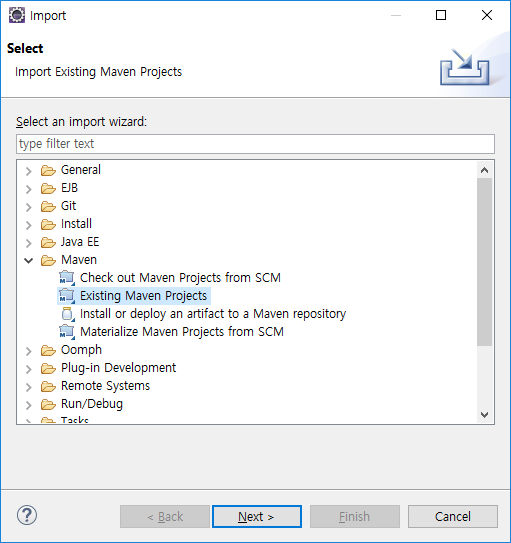 Import
Select
Import Existing Maven Projects
Select an import wizard:
type filter text
General
EJB
Git
Install
Java EE
Maven
Check out Maven Projects from SCM
Existing Maven Projects
Install or deploy an artifact to a Maven repository
Materialize Maven Projects from SCM
Oomph
Plug-in Development
Remote Systems
Run/Debug
Tasks
< Back
Next >
Finish
Cancel